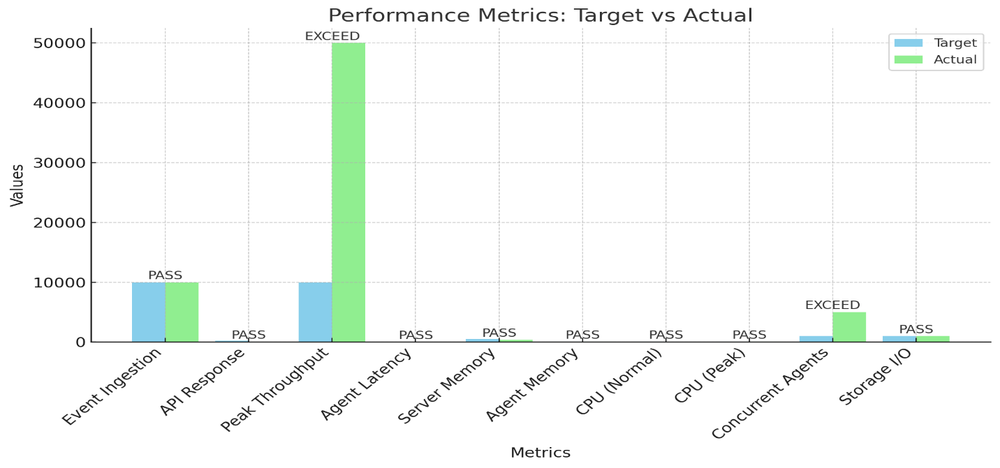 Performance Metrics: Target vs Actual
EXCEED
Target
Actual
50000
40000
30000
20000
10000
0
Values
PASS
PASS
PASS
PASS
PASS
PASS
PASS
EXCEED
PASS
Event Ingestion
API Response
Peak Throughput
Agent Latency
Server Memory
Agent Memory
CPU (Normal)
CPU (Peak)
Concurrent Agents
Storage I/O
Metrics